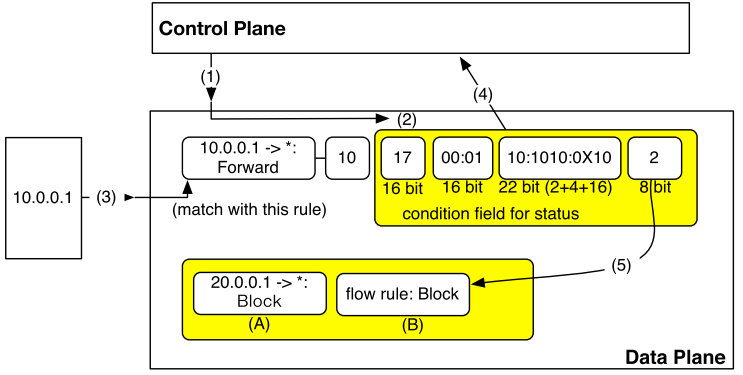 Control Plane
(1)
(4)
(2)
10.0.0.1 -> *:
Forward
10
17
00:01
10:1010:0X10
2
16 bit
16 bit
22 bit (2+4+16)
8 bit
10.0.0.1
(3)
(match with this rule)
condition field for status
(5)
20.0.0.1 -> *:
Block
flow rule: Block
(A)
(B)
Data Plane